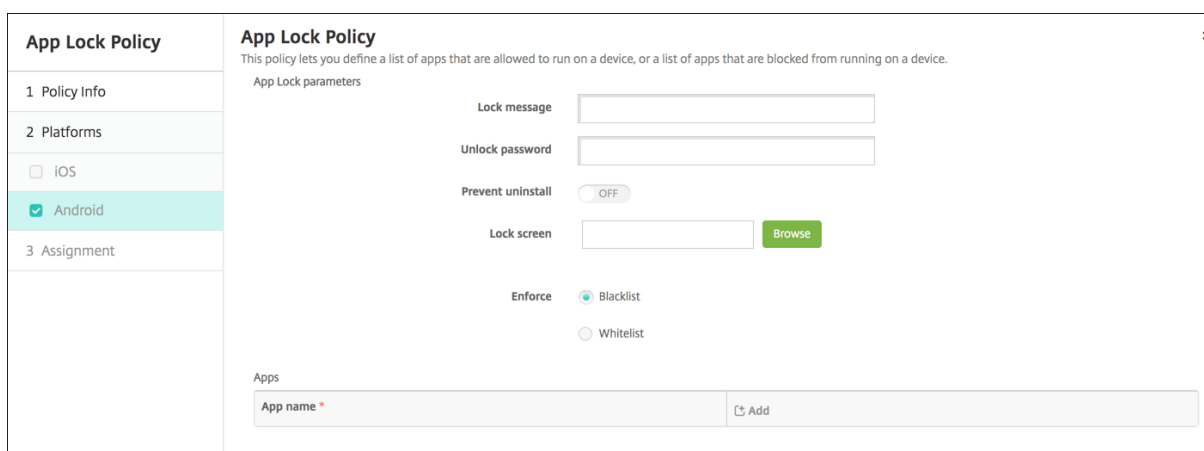 App Lock Policy
1 Policy Info
2 Platforms
iOS
Android
3 Assignment
App Lock Policy
This policy lets you define a list of apps that are allowed to run on a device, or a list of apps that are blocked from running on a device.
App Lock parameters
Lock message
Unlock password
Prevent uninstall
OFF
Lock screen
Browse
Enforce
Blacklist
Whitelist
Apps
App name *
Add